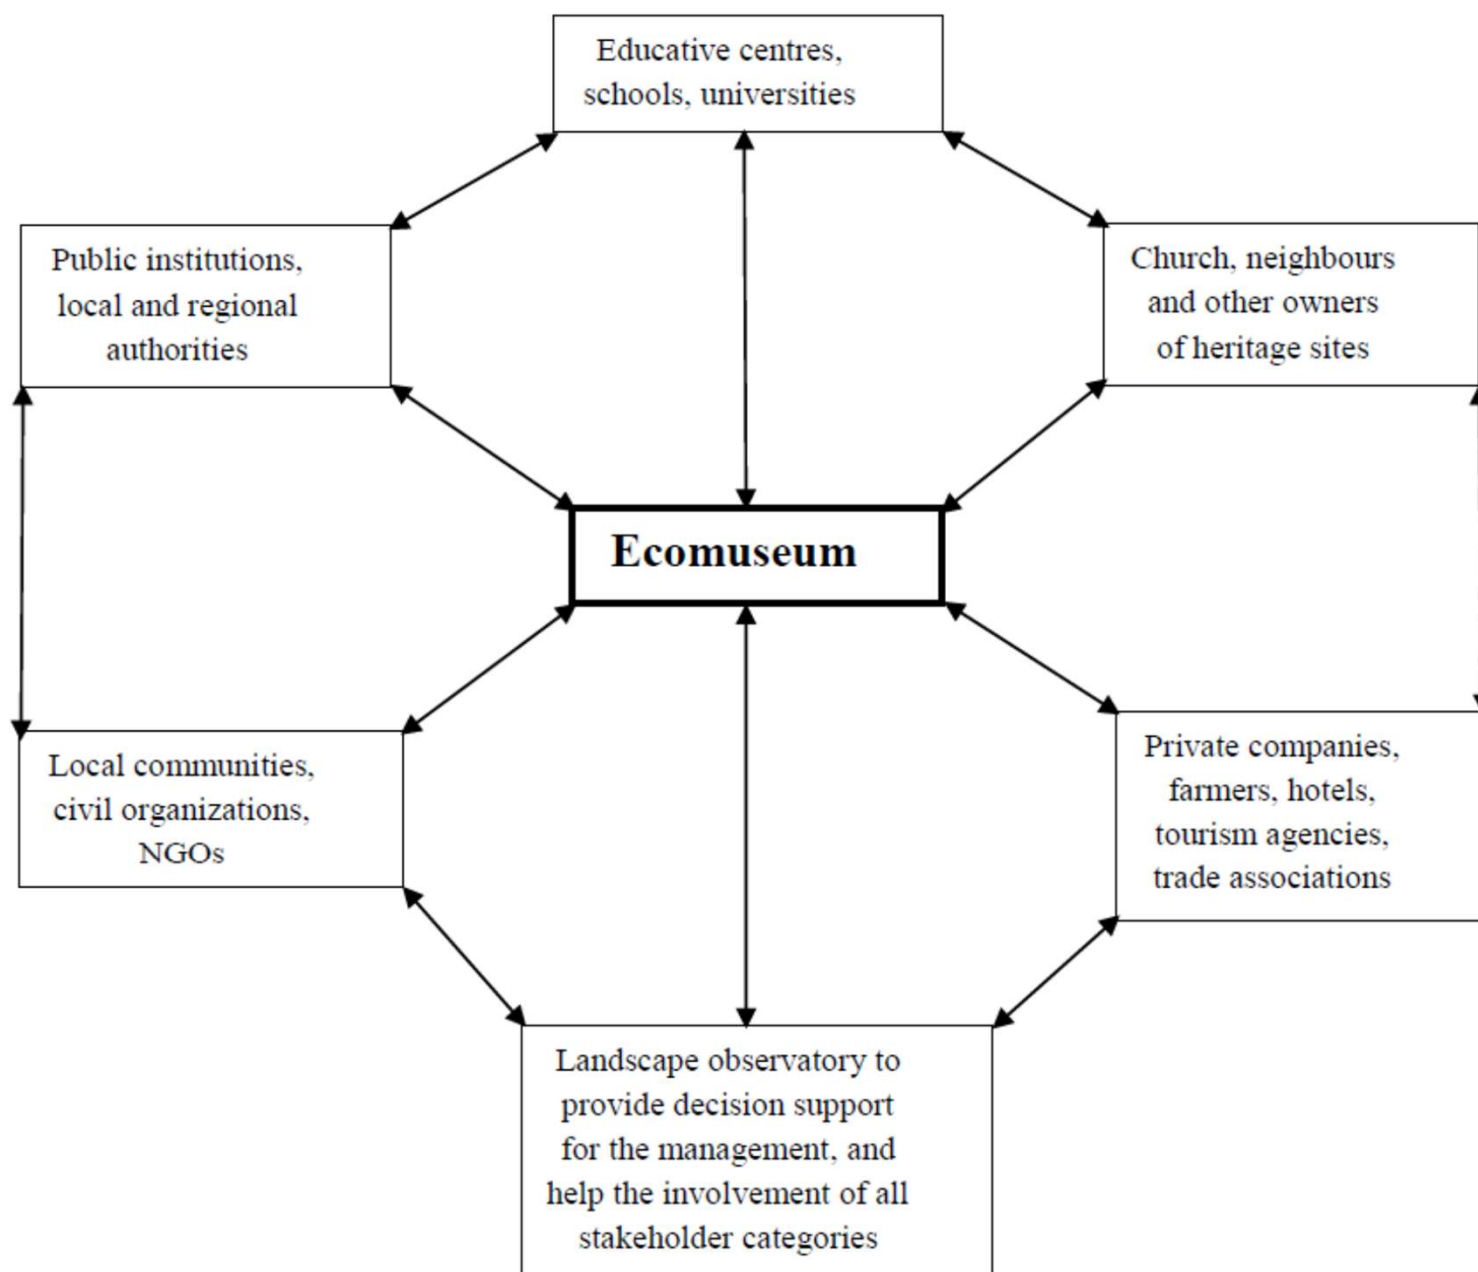 Educative centres,
schools, universities
Public institutions,
local and regional
authorities
Church, neighbours
and other owners
of heritage sites
Ecomuseum
Local communities,
civil organizations,
NGOs
Private companies,
farmers, hotels,
tourism agencies,
trade associations
Landscape observatory to
provide decision support
for the management, and
help the involvement of all
stakeholder categories